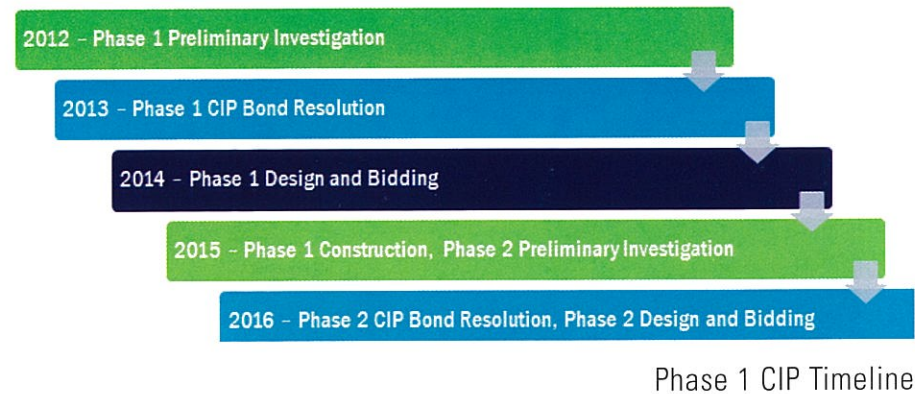 2012 – Phase 1 Preliminary Investigation
2013 – Phase 1 CIP Bond Resolution
2014 – Phase 1 Design and Bidding
2015 – Phase 1 Construction, Phase 2 Preliminary Investigation
2016 – Phase 2 CIP Bond Resolution, Phase 2 Design and Bidding
Phase 1 CIP Timeline